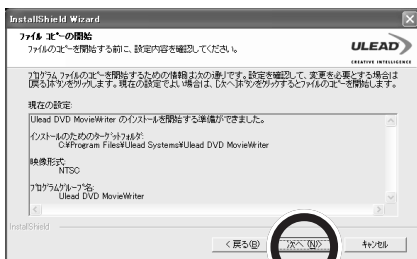 InstallShield Wizard
ファイル コピーの開始
ファイルのコピーを開始する前に、設定内容を確認してください。
ULEAD
CREATIVE INTELLIGENCE
プログラム ファイルのコピーを開始するための情報は次の通りです。設定を確認して、変更を必要とする場合は
[戻る]ボタンをクリックします。現在の設定でよい場合は、[次へ]ボタンをクリックするとファイルのコピーを開始します。
現在の設定:
Ulead DVD MovieWriter のインストールを開始する準備ができました。
インストールのためのターゲットフォルダ:
C:¥Program Files¥Ulead Systems¥Ulead DVD MovieWriter
映像形式:
NTSC
プログラムグループ名:
Ulead DVD MovieWriter
InstallShield
< 戻る(B)
次へ (N)>
キャンセル